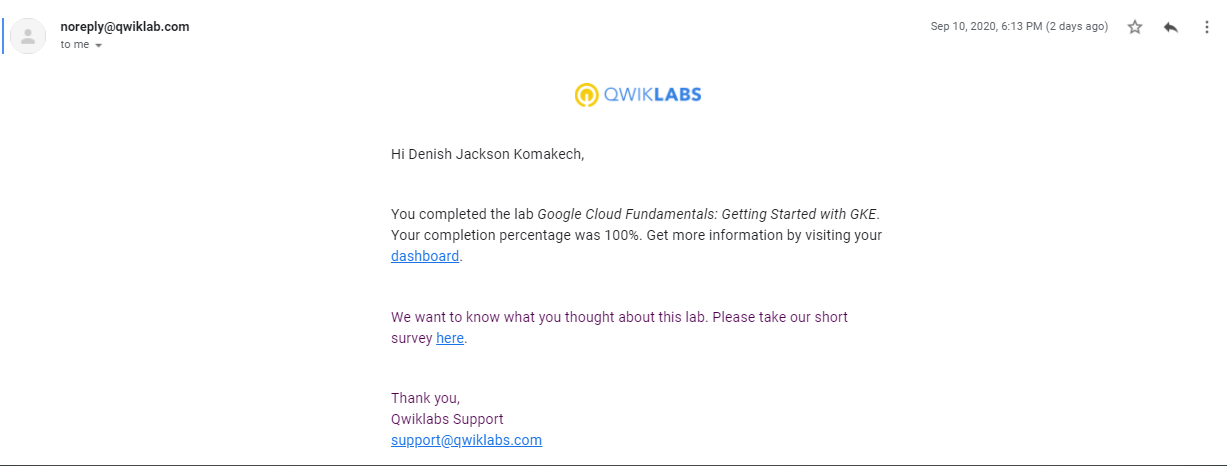 noreply@qwiklab.com
Sep 10, 2020, 6:13 PM (2 days ago)
to me
QWIKLABS
Hi Denish Jackson Komakech,
You completed the lab Google Cloud Fundamentals: Getting Started with GKE.
Your completion percentage was 100%. Get more information by visiting your
dashboard.
We want to know what you thought about this lab. Please take our short
survey here.
Thank you,
Qwiklabs Support
support@qwiklabs.com